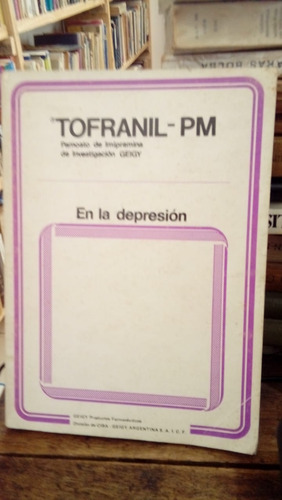 TOFRANIL-PM
Pamoato de Imipramina
de Investigación GEIGY
En la depresión
GEIGY Productos Farmacéuticos
División de CIBA - GEIGY ARGENTINA S. A. I. C. F.